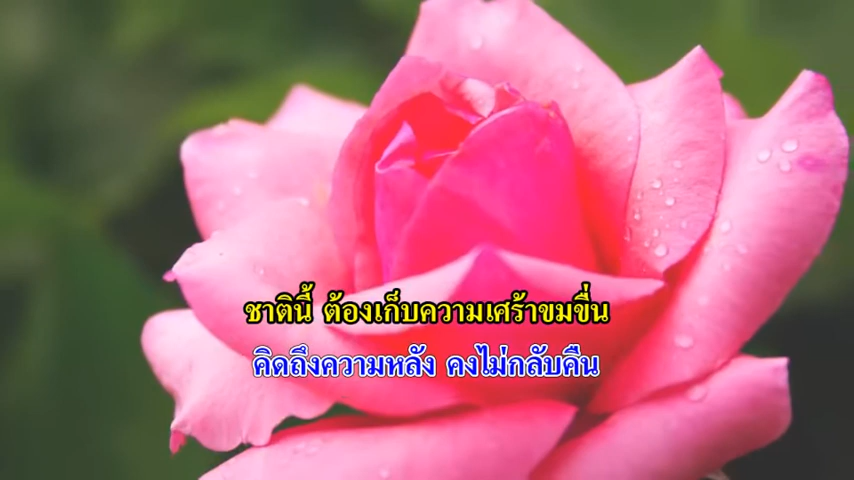 ชาตินี้ ต้องเก็บความเศร้าขมขื่น
คิดถึงความหลัง คงไม่กลับคืน